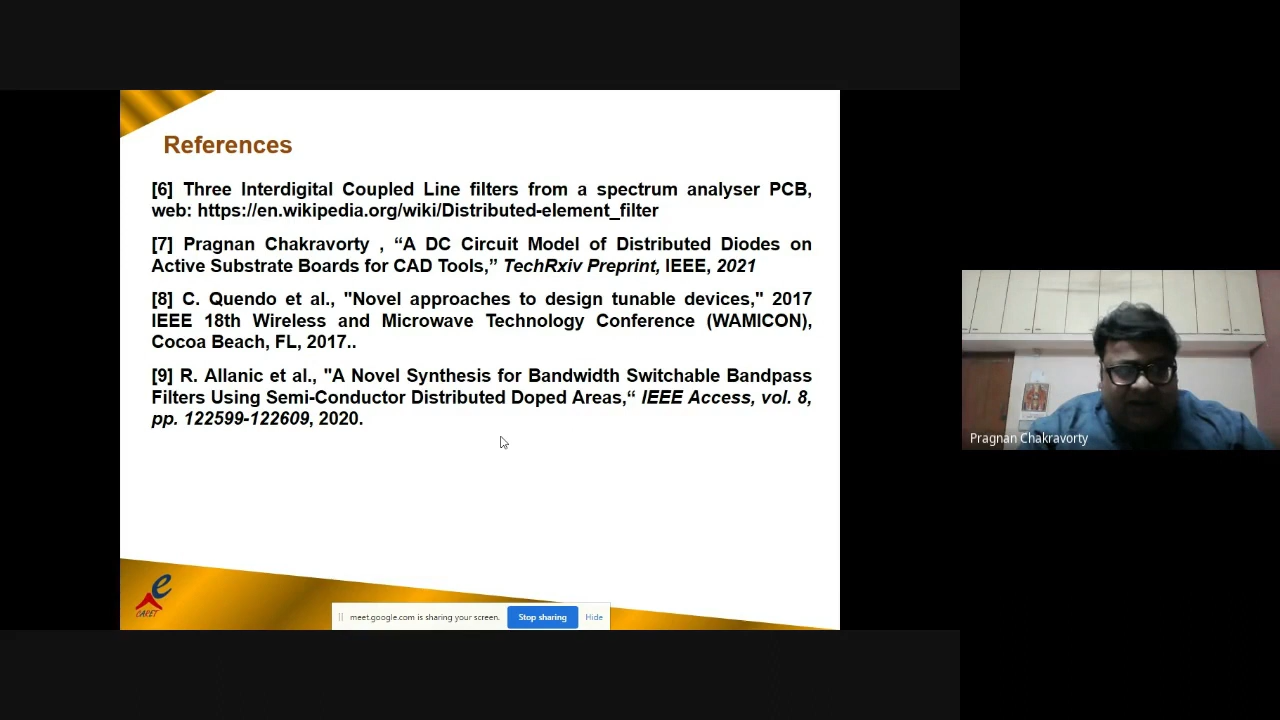 References
[6] Three Interdigital Coupled Line filters from a spectrum analyser PCB,
web: https://en.wikipedia.org/wiki/Distributed-element_filter
[7] Pragnan Chakravorty , “A DC Circuit Model of Distributed Diodes on
Active Substrate Boards for CAD Tools,” TechRxiv Preprint, IEEE, 2021
[8] C. Quendo et al., "Novel approaches to design tunable devices," 2017
IEEE 18th Wireless and Microwave Technology Conference (WAMICON),
Cocoa Beach, FL, 2017..
[9] R. Allanic et al., "A Novel Synthesis for Bandwidth Switchable Bandpass
Filters Using Semi-Conductor Distributed Doped Areas,“ IEEE Access, vol. 8,
pp. 122599-122609, 2020.
e
CARET
meet.google.com is sharing your screen. Stop sharing Hide
Pragnan Chakravorty